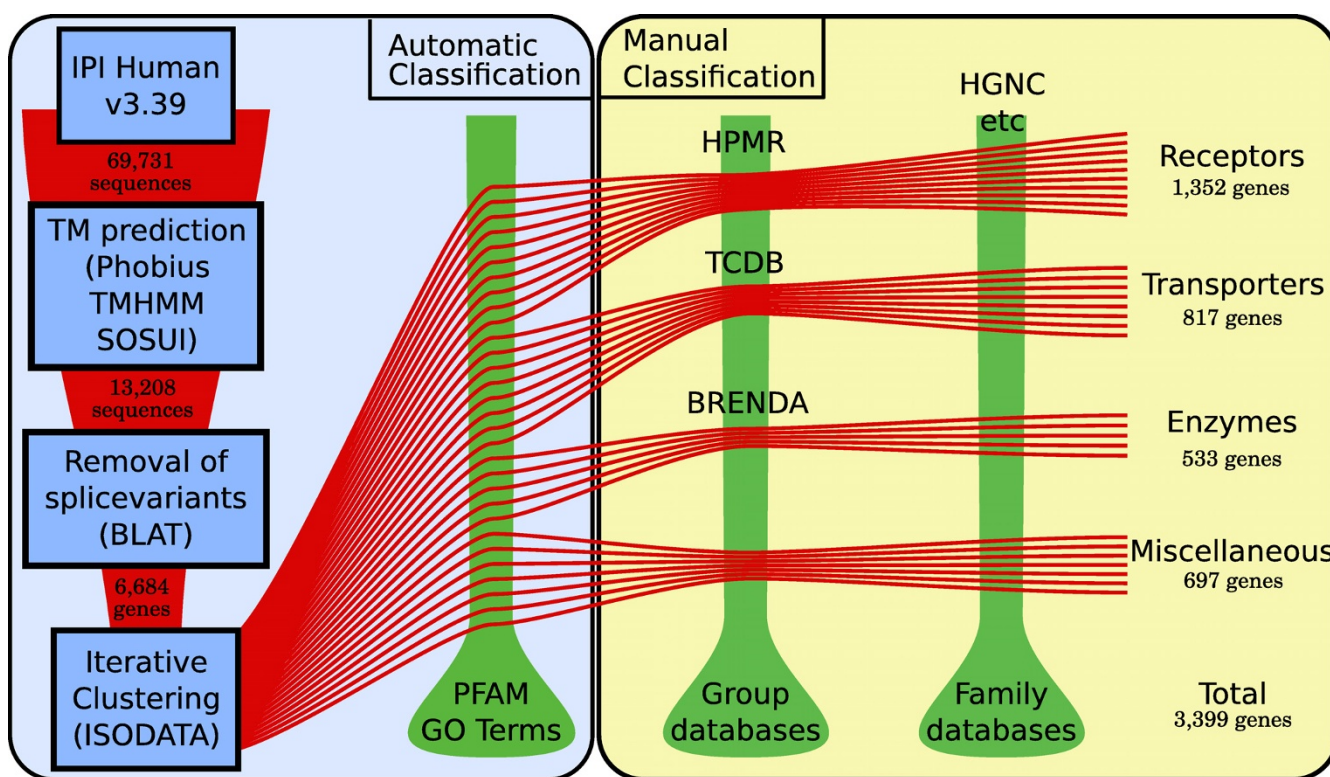 IPI Human
v3.39
69,731
sequences
TM prediction
(Phobius
TMHMM
SOSUI)
13,208
sequences
Removal of
splicevariants
(BLAT)
6,684
genes
Iterative
Clustering
(ISODATA)
Automatic
Classification
PFAM
GO Terms
Manual
Classification
HPMR
TCDB
BRENDA
Group
databases
HGNC
etc
Family
databases
Receptors
1,352 genes
Transporters
817 genes
Enzymes
533 genes
Miscellaneous
697 genes
Total
3,399 genes